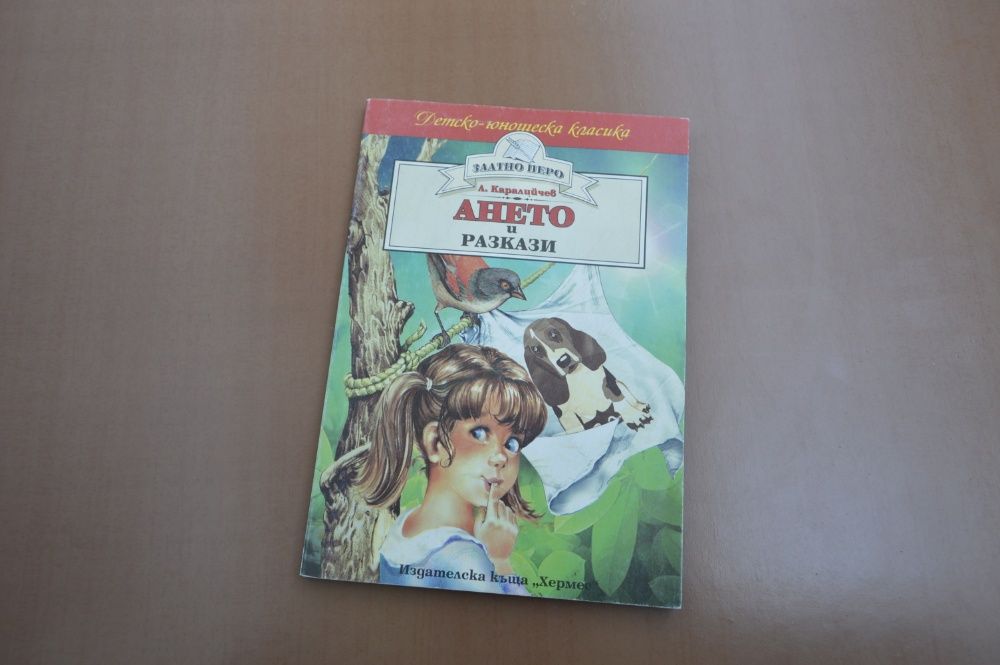 Детско-юношеска класика
ЗЛАТНО ПЕРО
А. Каралийчев
АНЕТО
и
РАЗКАЗИ
Издателска къща „Хермес“